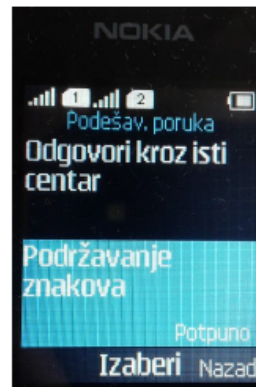 NOKIA
1 2
Podešav. poruka
Odgovori kroz isti
centar
Podržavanje
znakova
Potpuno
Izaberi Nazad